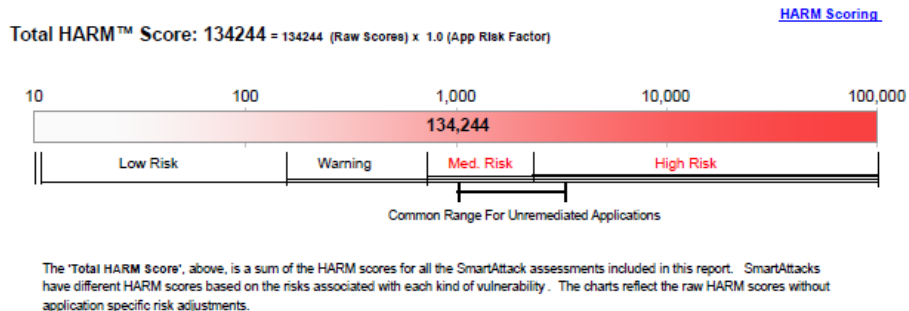 HARM Scoring
Total HARM™ Score: 134244 = 134244 (Raw Scores) x 1.0 (App Risk Factor)
10 100 1,000 10,000 100,000
134,244
Low Risk Warning Med. Risk High Risk
Common Range For Unremediated Applications
The 'Total HARM Score', above, is a sum of the HARM scores for all the SmartAttack assessments included in this report. SmartAttacks
have different HARM scores based on the risks associated with each kind of vulnerability. The charts reflect the raw HARM scores without
application specific risk adjustments.